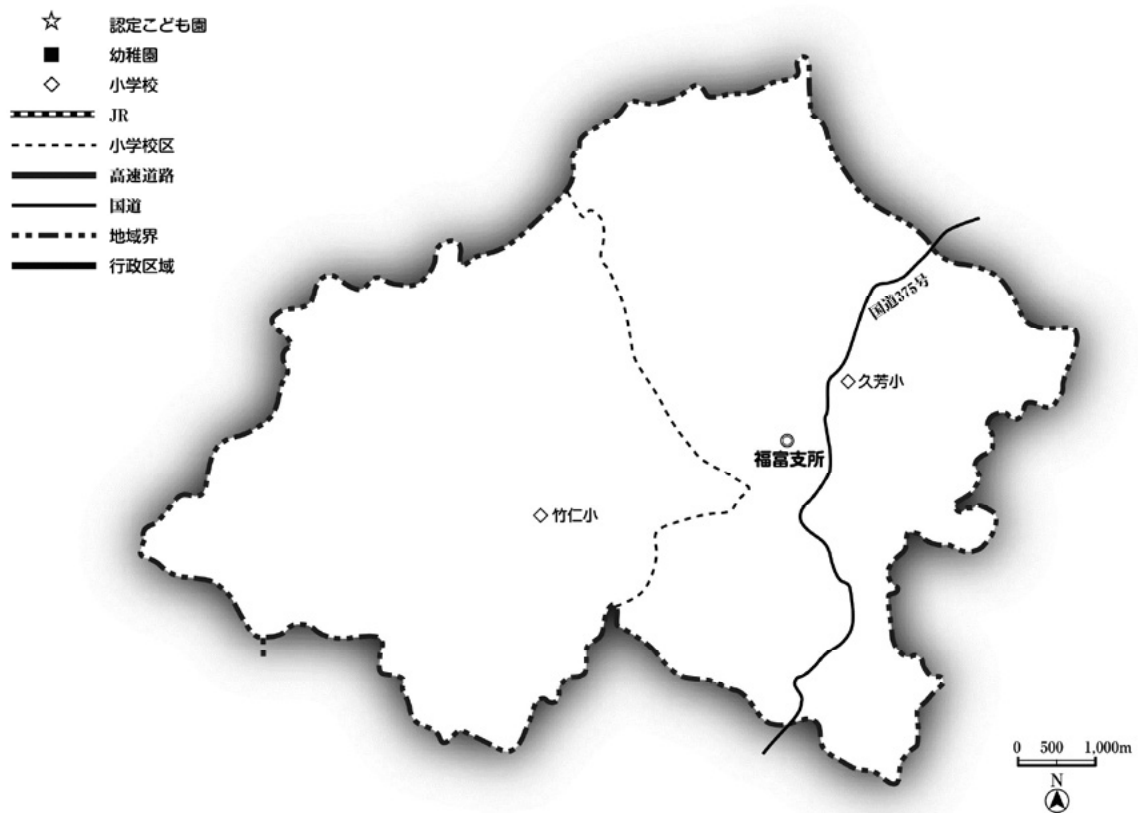 認定こども園
幼稚園
小学校
JR
小学校区
高速道路
国道
地域界
行政区域
国道375号
久芳小
福富支所
竹仁小
0 500 1,000m
N